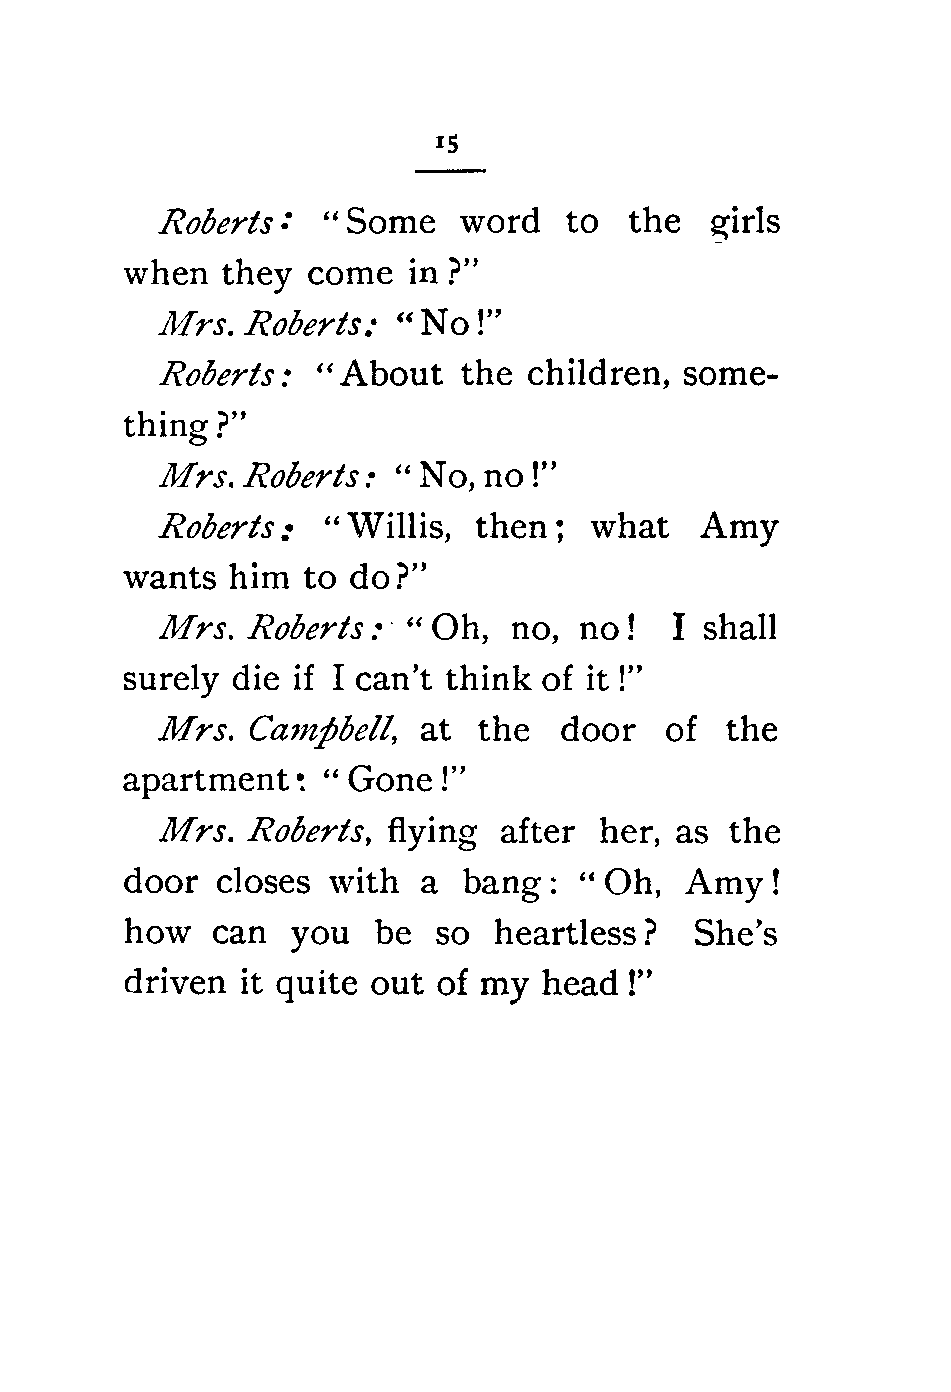 15
Roberts: "Some word to the girls
when they come in?"
Mrs. Roberts: "No!"
Roberts: "About the children, some-
thing?"
Mrs. Roberts: "No, no!"
Roberts: "Willis, then; what Amy
wants him to do?"
Mrs. Roberts: "Oh, no, no! I shall
surely die if I can't think of it!"
Mrs. Campbell, at the door of the
apartment: "Gone!"
Mrs. Roberts, flying after her, as the
door closes with a bang: "Oh, Amy!
how can you be so heartless? She's
driven it quite out of my head!"